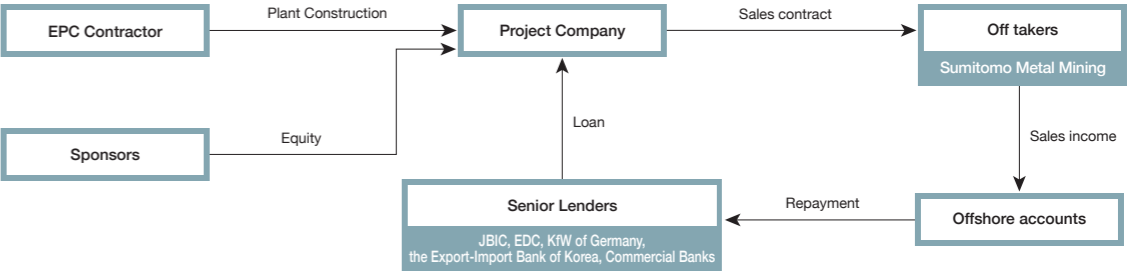 Plant Construction
EPC Contractor
Project Company
Sales contract
Off takers
Sumitomo Metal Mining
Equity
Sponsors
Loan
Sales income
Senior Lenders
JBIC, EDC, KfW of Germany,
the Export-Import Bank of Korea, Commercial Banks
Repayment
Offshore accounts